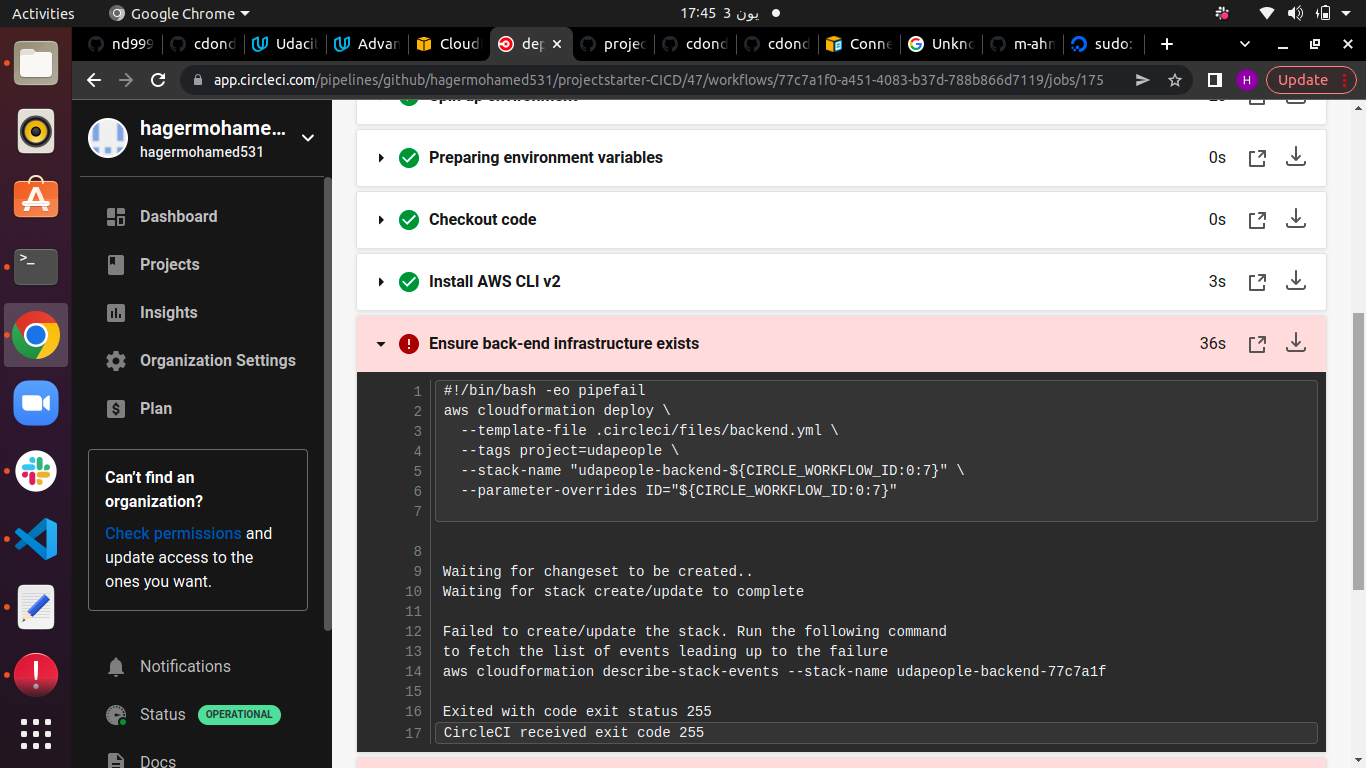 Activities
Google Chrome
17:45 3 يون
nd999
cdond
Udaci
Advan
Cloud
dep
projec
cdond
cdond
Conne
Unkno
m-ahm
sudo:
app.circleci.com/pipelines/github/hagermohamed531/projectstarter-CICD/47/workflows/77c7a1f0-a451-4083-b37d-788b866d7119/jobs/175
H
Update
hagermohame...
hagermohamed531
Dashboard
Projects
Insights
Organization Settings
Plan
Can't find an
organization?
Check permissions and
update access to the
ones you want.
Notifications
Status OPERATIONAL
Docs
Spin up environment
Preparing environment variables 0s
Checkout code 0s
Install AWS CLI v2 3s
Ensure back-end infrastructure exists 36s
1 #!/bin/bash -eo pipefail
2 aws cloudformation deploy \
3 --template-file .circleci/files/backend.yml \
4 --tags project=udapeople \
5 --stack-name "udapeople-backend-${CIRCLE_WORKFLOW_ID:0:7}" \
6 --parameter-overrides ID="${CIRCLE_WORKFLOW_ID:0:7}"
7
8
9 Waiting for changeset to be created..
10 Waiting for stack create/update to complete
11
12 Failed to create/update the stack. Run the following command
13 to fetch the list of events leading up to the failure
14 aws cloudformation describe-stack-events --stack-name udapeople-backend-77c7a1f
15
16 Exited with code exit status 255
17 CircleCI received exit code 255